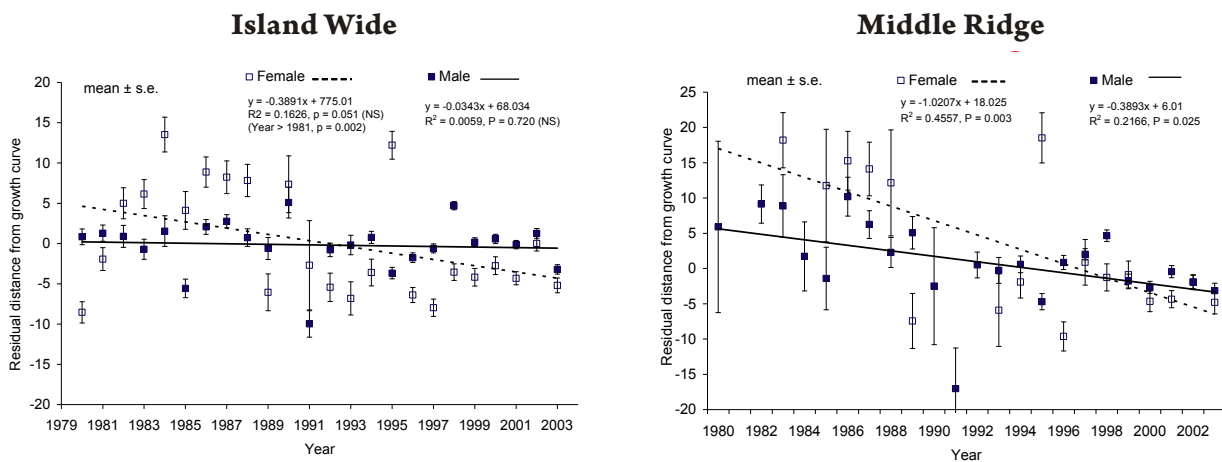 Island Wide
Female
Male
mean ± s.e.
y = -0.3891x + 775.01
R2 = 0.1626, p = 0.051 (NS)
(Year > 1981, p = 0.002)
y = -0.0343x + 68.034
R² = 0.0059, P = 0.720 (NS)
Residual distance from growth curve
20
15
10
5
0
-5
-10
-15
-20
1979 1981 1983 1985 1987 1989 1991 1993 1995 1997 1999 2001 2003
Year
Middle Ridge
mean ± s.e.
Female
Male
y = -1.0207x + 18.025
R² = 0.4557, P = 0.003
y = -0.3893x + 6.01
R² = 0.2166, P = 0.025
Residual distance from growth curve
25
20
15
10
5
0
-5
-10
-15
-20
1980 1982 1984 1986 1988 1990 1992 1994 1996 1998 2000 2002
Year